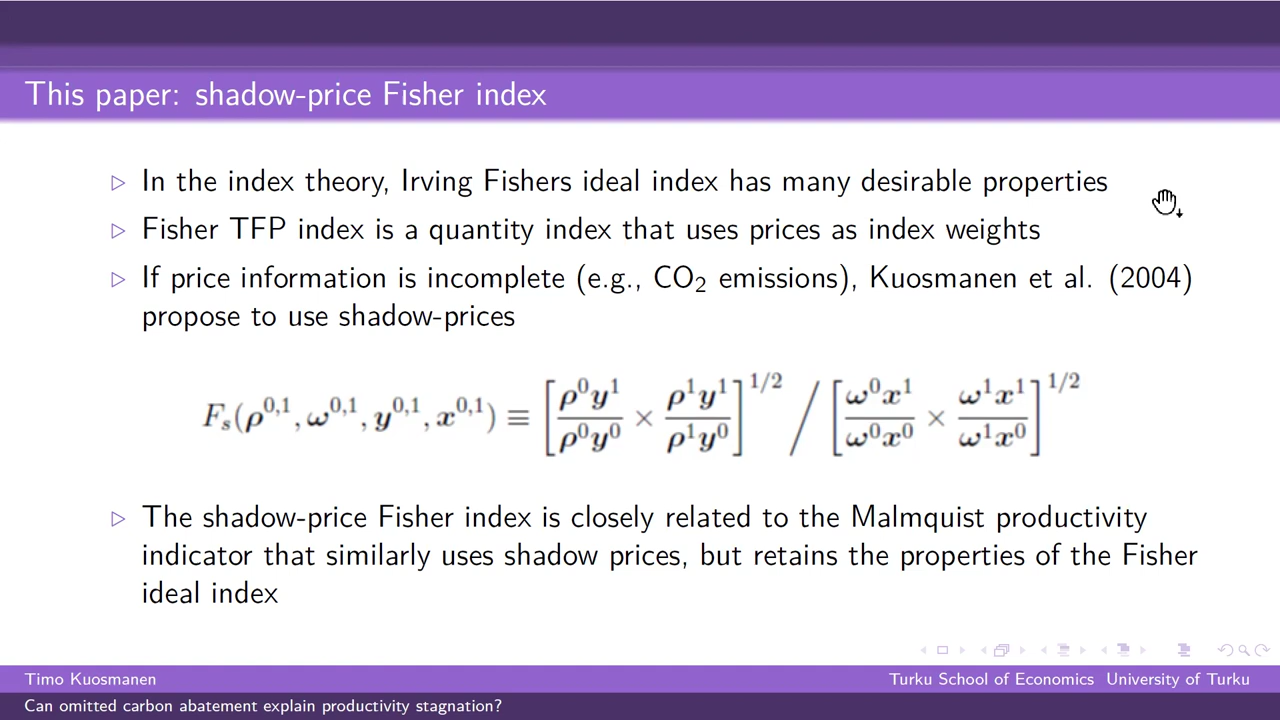 This paper: shadow-price Fisher index
▷ In the index theory, Irving Fishers ideal index has many desirable properties
▷ Fisher TFP index is a quantity index that uses prices as index weights
▷ If price information is incomplete (e.g., CO₂ emissions), Kuosmanen et al. (2004)
propose to use shadow-prices
F_s(ρ^{0,1}, ω^{0,1}, y^{0,1}, x^{0,1}) ≡ [ρ⁰y¹/ρ⁰y⁰ × ρ¹y¹/ρ¹y⁰]^{1/2} / [ω⁰x¹/ω⁰x⁰ × ω¹x¹/ω¹x⁰]^{1/2}
▷ The shadow-price Fisher index is closely related to the Malmquist productivity
indicator that similarly uses shadow prices, but retains the properties of the Fisher
ideal index
Timo Kuosmanen
Turku School of Economics University of Turku
Can omitted carbon abatement explain productivity stagnation?